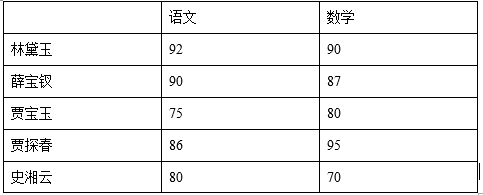 语文 数学
林黛玉 92 90
薛宝钗 90 87
贾宝玉 75 80
贾探春 86 95
史湘云 80 70